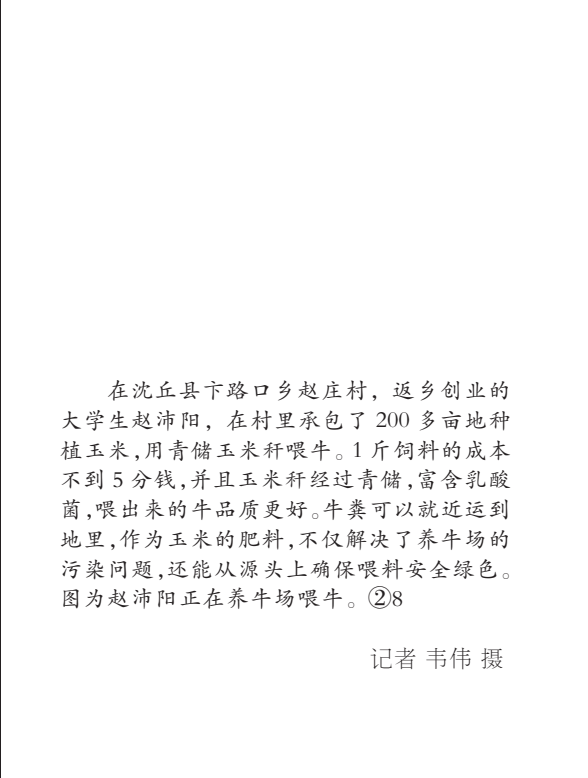 在沈丘县卞路口乡赵庄村，返乡创业的
大学生赵沛阳，在村里承包了 200 多亩地种
植玉米，用青储玉米秆喂牛。1 斤饲料的成本
不到 5 分钱，并且玉米秆经过青储，富含乳酸
菌，喂出来的牛品质更好。牛粪可以就近运到
地里，作为玉米的肥料，不仅解决了养牛场的
污染问题，还能从源头上确保喂料安全绿色。
图为赵沛阳正在养牛场喂牛。②8
记者 韦伟 摄